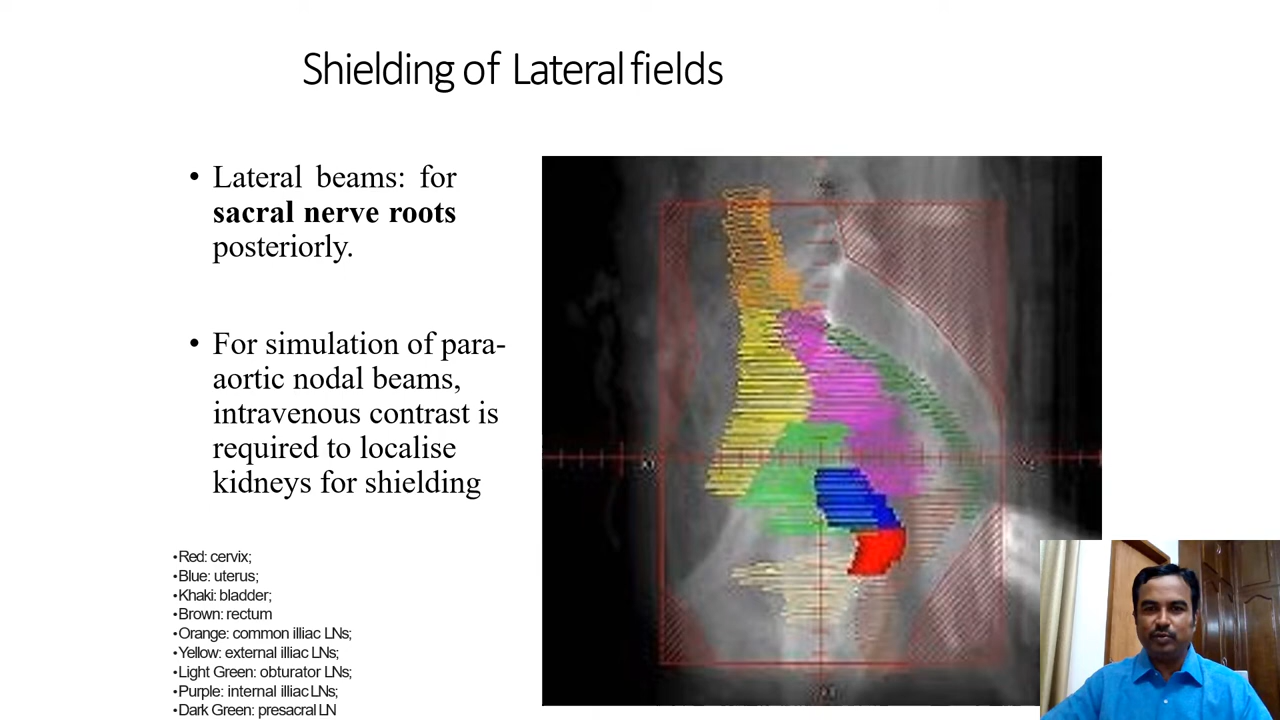 Shielding of Lateral fields
• Lateral beams: for
sacral nerve roots
posteriorly.
• For simulation of para-
aortic nodal beams,
intravenous contrast is
required to localise
kidneys for shielding
•Red: cervix;
•Blue: uterus;
•Khaki: bladder;
•Brown: rectum
•Orange: common illiac LNs;
•Yellow: external illiac LNs;
•Light Green: obturator LNs;
•Purple: internal illiac LNs;
•Dark Green: presacral LN